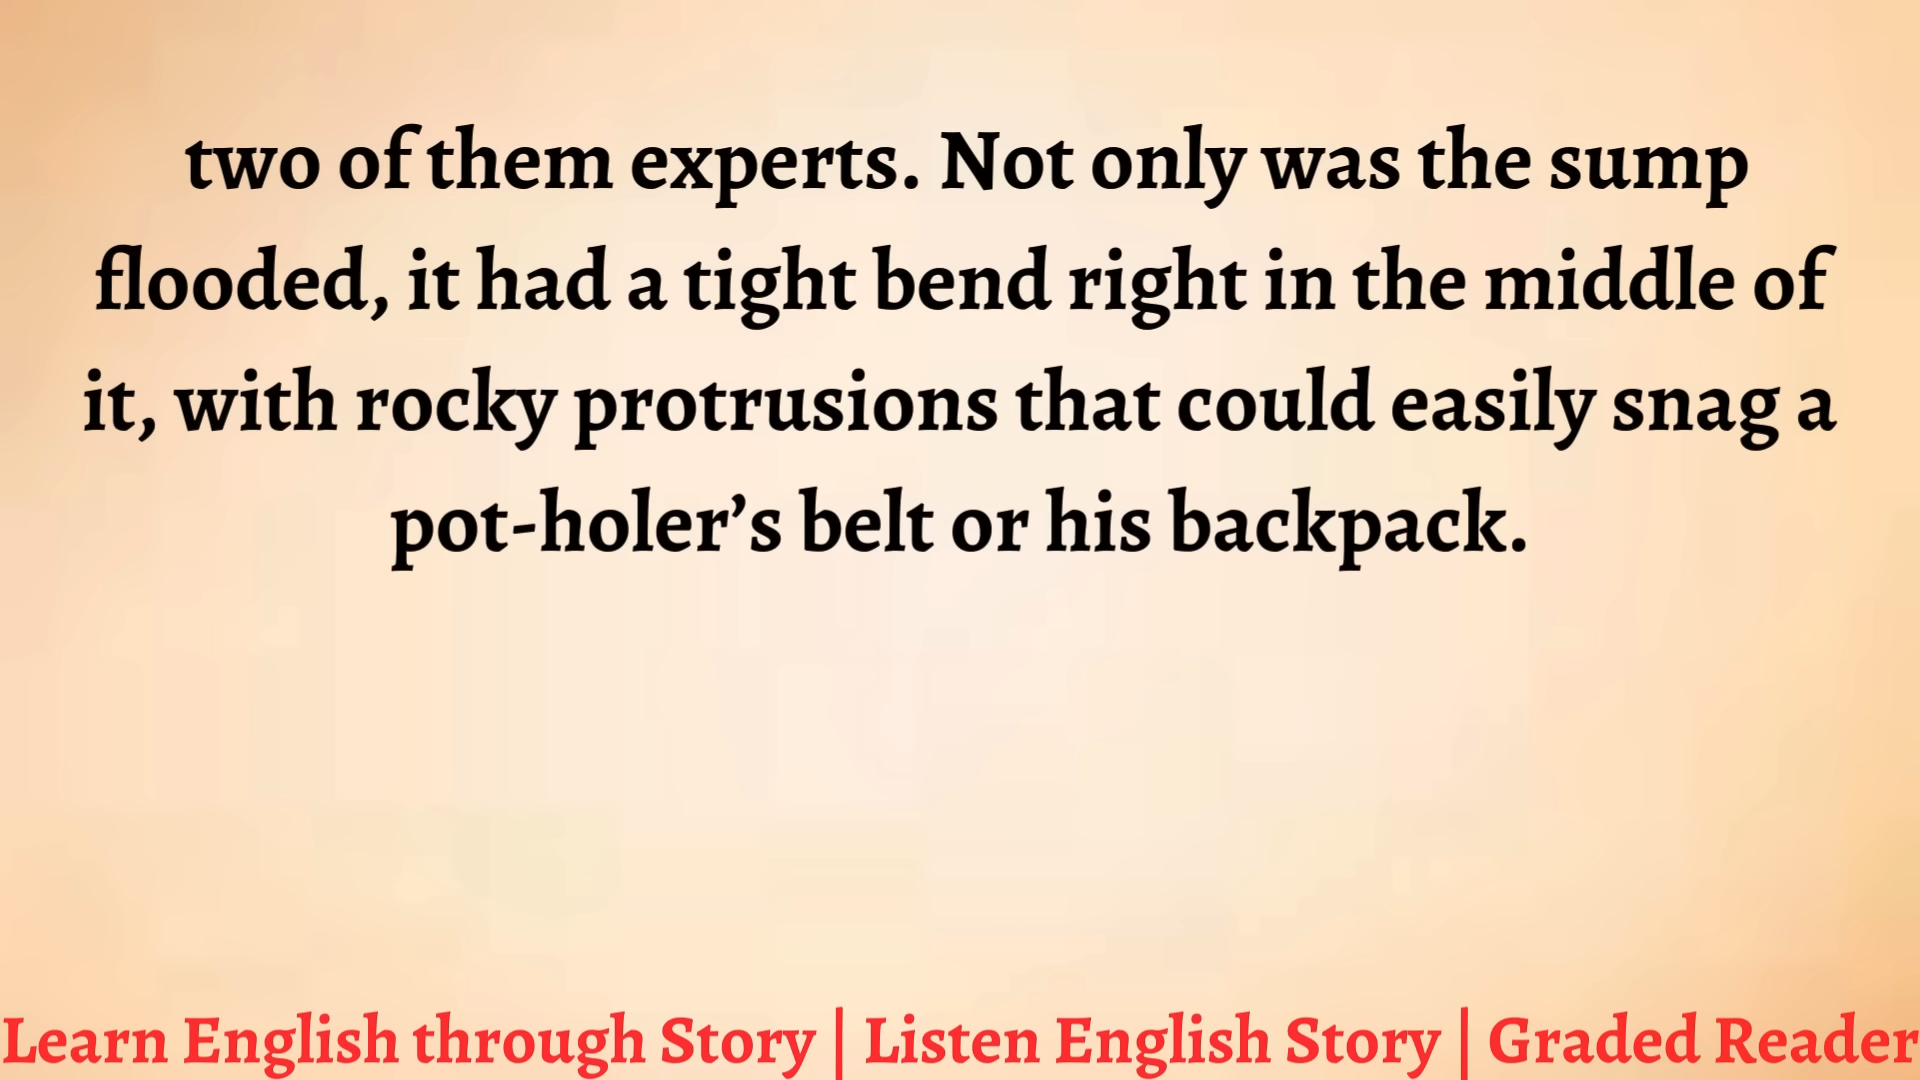 two of them experts. Not only was the sump
flooded, it had a tight bend right in the middle of
it, with rocky protrusions that could easily snag a
pot-holer’s belt or his backpack.
Learn English through Story | Listen English Story | Graded Reader